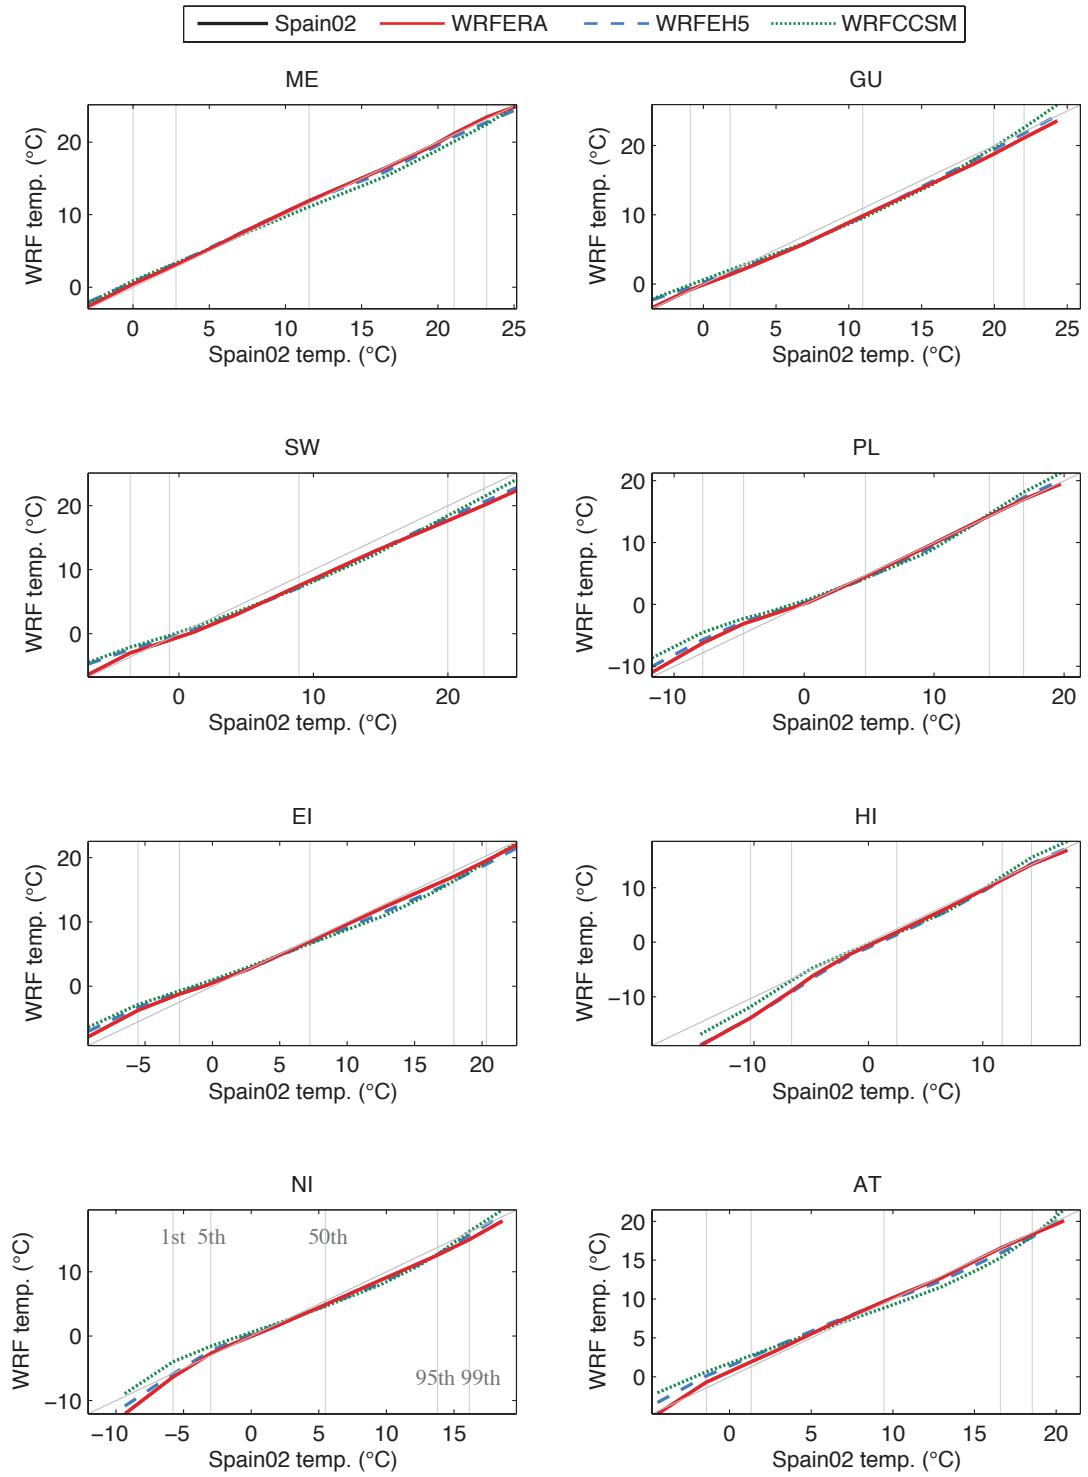 Spain02 WRFERA WRFEH5 WRFCCSM
ME
WRF temp. (°C)
20
10
0
0 5 10 15 20 25
Spain02 temp. (°C)
GU
WRF temp. (°C)
20
10
0
0 5 10 15 20 25
Spain02 temp. (°C)
SW
WRF temp. (°C)
20
10
0
0 10 20
Spain02 temp. (°C)
PL
WRF temp. (°C)
20
10
0
−10
−10 0 10 20
Spain02 temp. (°C)
EI
WRF temp. (°C)
20
10
0
−5 0 5 10 15 20
Spain02 temp. (°C)
HI
WRF temp. (°C)
10
0
−10
−10 0 10
Spain02 temp. (°C)
NI
1st 5th 50th
WRF temp. (°C)
10
0
−10
95th 99th
−10 −5 0 5 10 15
Spain02 temp. (°C)
AT
WRF temp. (°C)
20
15
10
5
0
0 5 10 15 20
Spain02 temp. (°C)